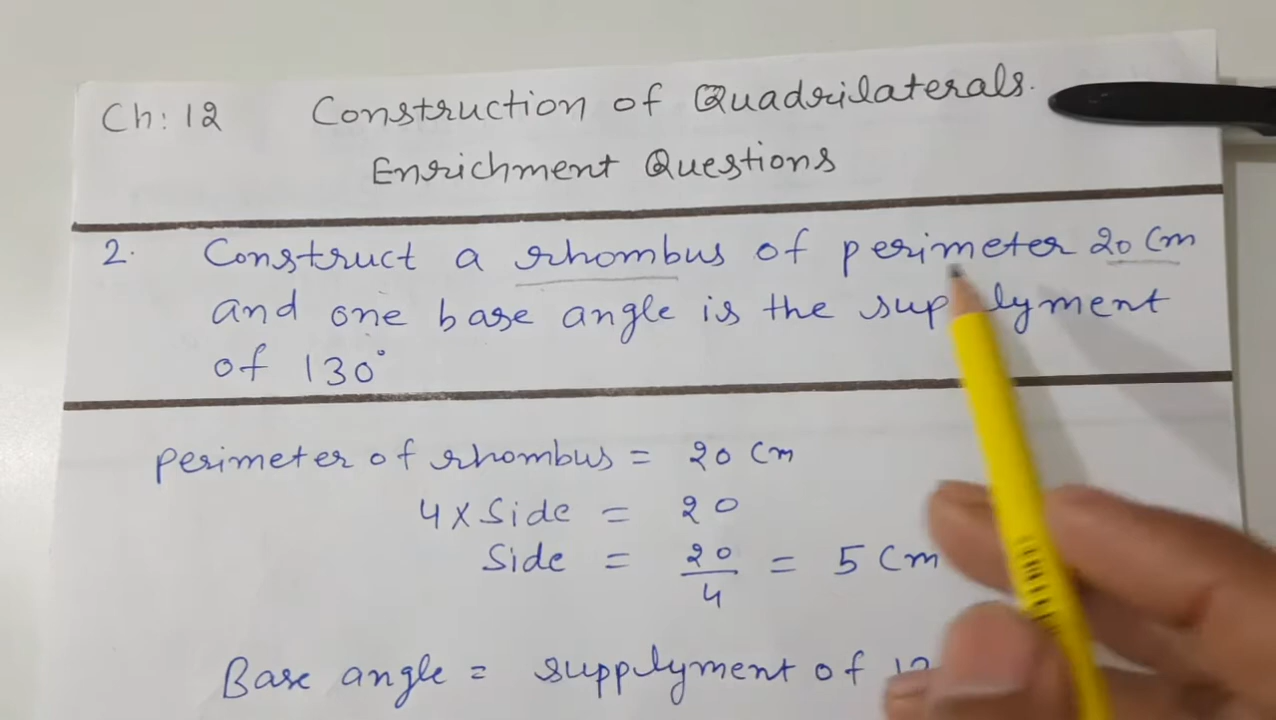 Ch: 12 Construction of Quadrilaterals.
Enrichment Questions
2. Construct a rhombus of perimeter 20 Cm
and one base angle is the supplyment
of 130°
perimeter of rhombus = 20 Cm
4 x Side = 20
Side = 20/4 = 5 Cm
Base angle = supplyment of